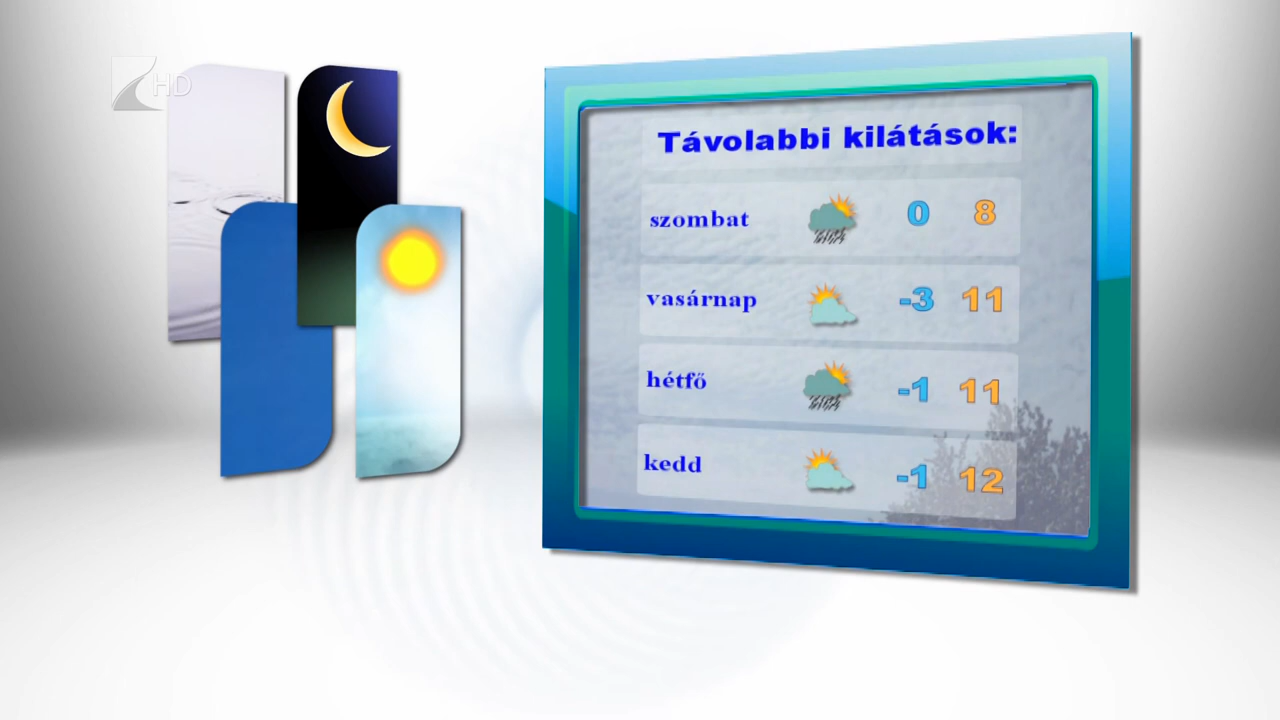 HD
Távolabbi kilátások:
szombat 0 8
vasárnap -3 11
hétfő -1 11
kedd -1 12